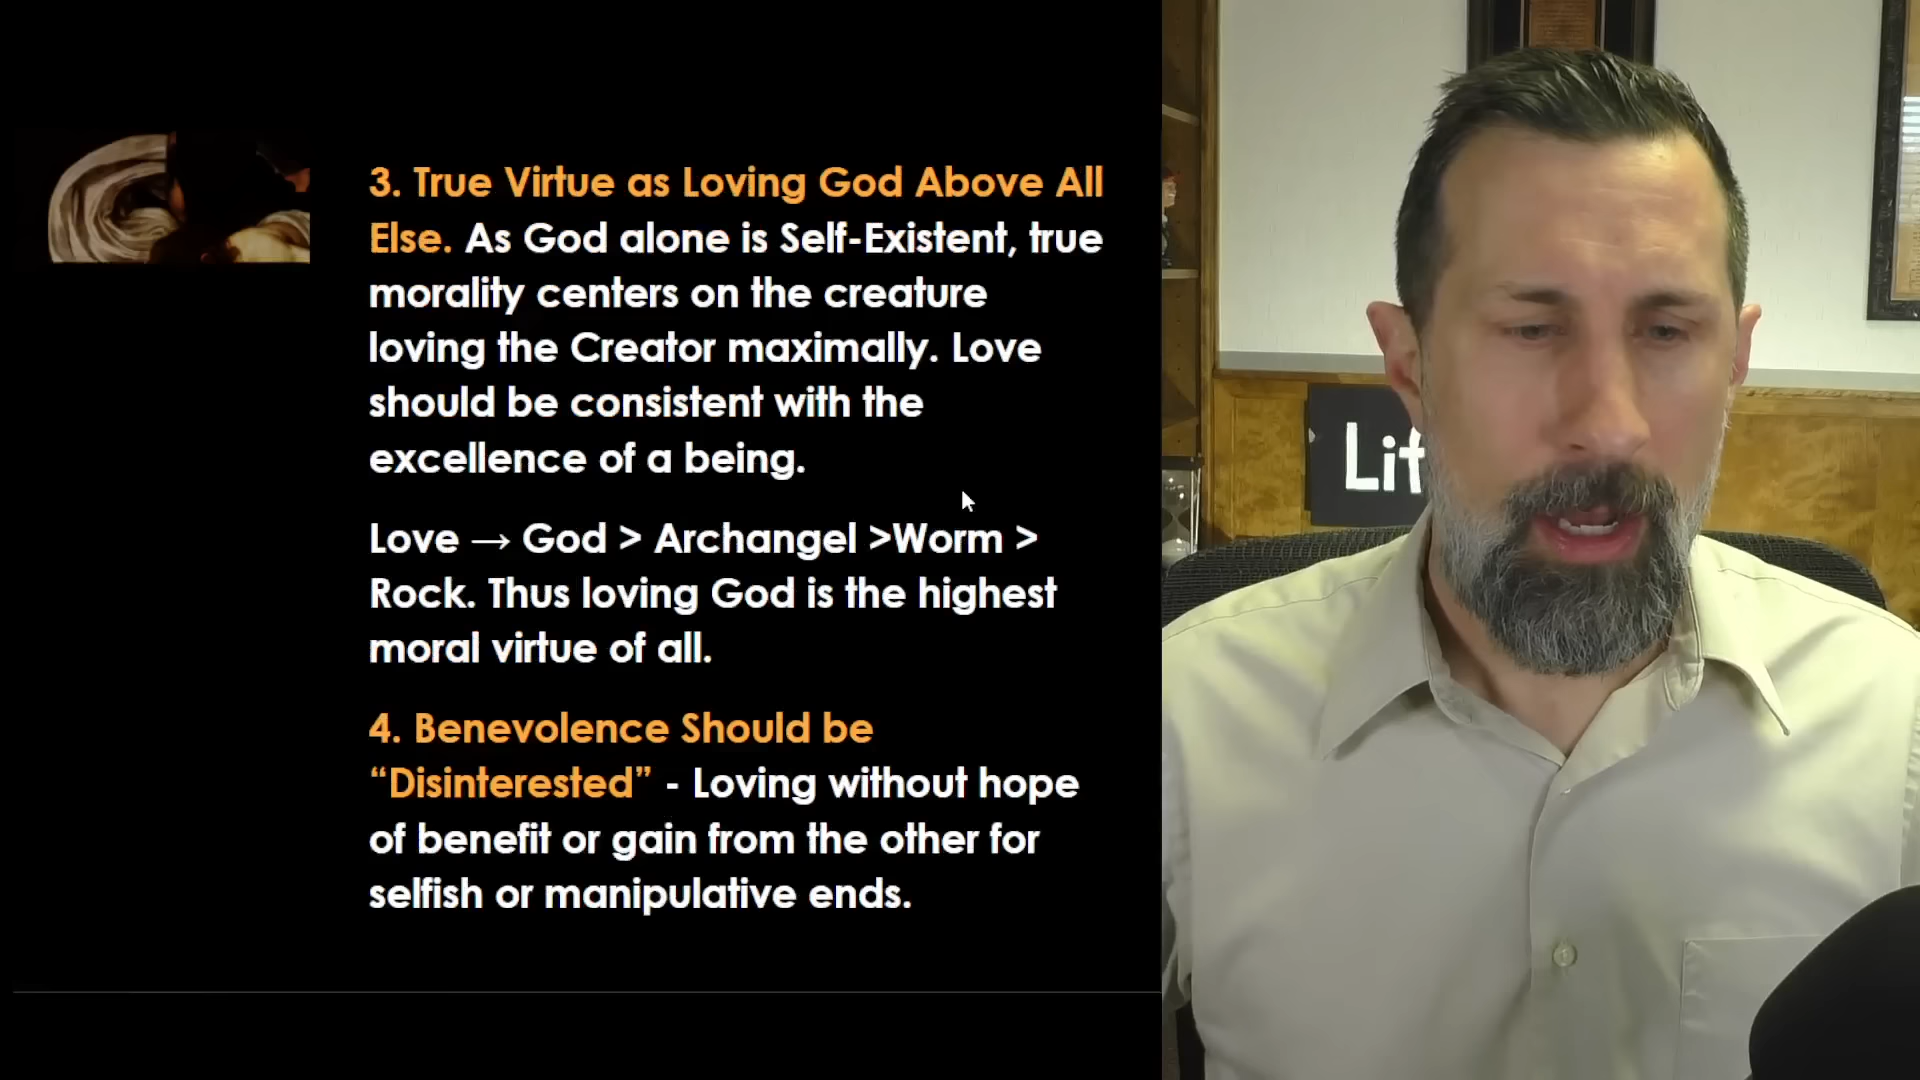 3. True Virtue as Loving God Above All
Else. As God alone is Self-Existent, true
morality centers on the creature
loving the Creator maximally. Love
should be consistent with the
excellence of a being.
Love → God > Archangel >Worm >
Rock. Thus loving God is the highest
moral virtue of all.
4. Benevolence Should be
“Disinterested” - Loving without hope
of benefit or gain from the other for
selfish or manipulative ends.
Lif